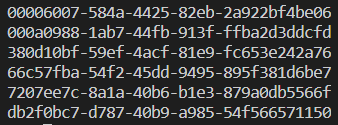 00006007-584a-4425-82eb-2a922bf4be06
000a0988-1ab7-44fb-913f-ffba2d3ddcfd
380d10bf-59ef-4acf-81e9-fc653e242a76
66c57fba-54f2-45dd-9495-895f381d6be7
7207ee7c-8a1a-40b6-b1e3-879a0db5566f
db2f0bc7-d787-40b9-a985-54f566571150